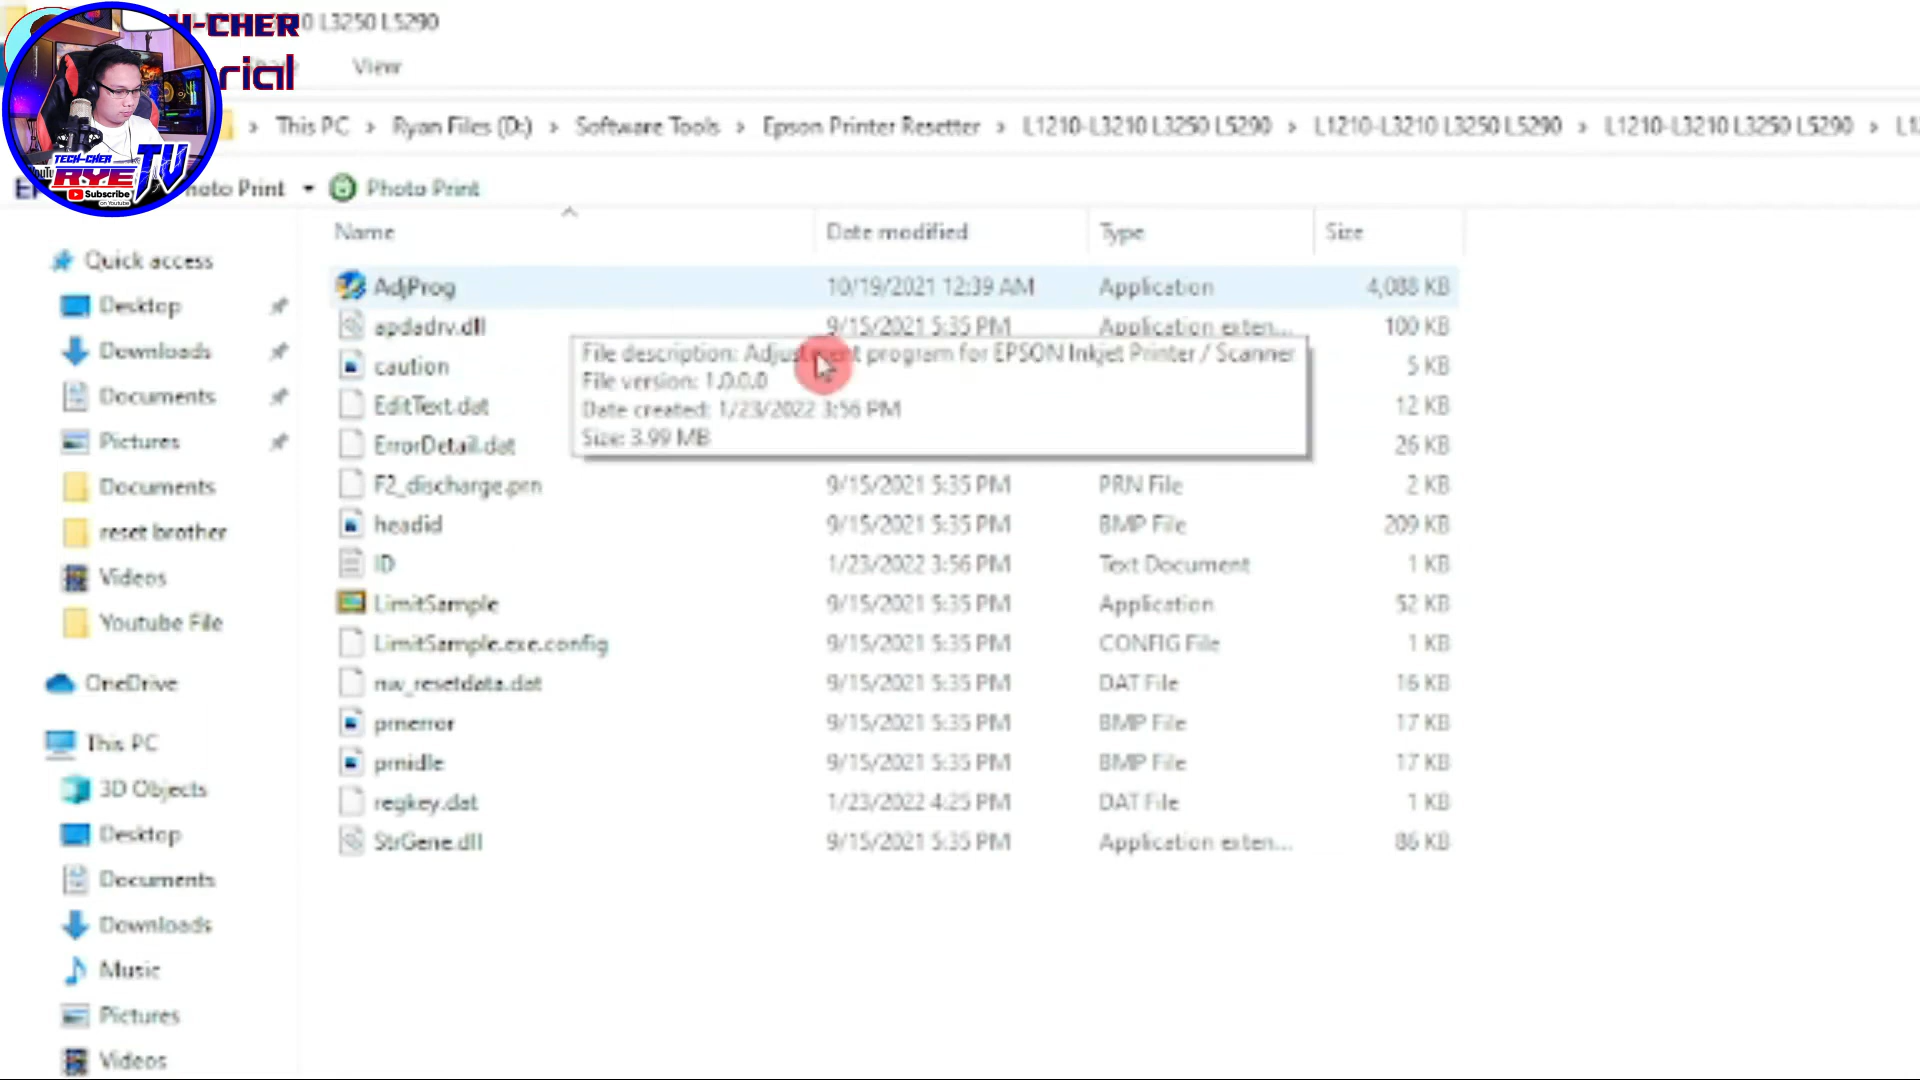 H-CHER
0 L3250 L5290
rial
View
> This PC > Ryan Files (D:) > Software Tools > Epson Printer Resetter > L1210-L3210 L3250 L5290 > L1210-L3210 L3250 L5290 > L1210-L3210 L3250 L5290 >
TECH-CHER
RYE TV
Subscribe
on Youtube
hoto Print
Photo Print
Name Date modified Type Size
Quick access
Desktop
Downloads
Documents
Pictures
Documents
reset brother
Videos
Youtube File
OneDrive
This PC
3D Objects
Desktop
Documents
Downloads
Music
Pictures
Videos
AdjProg 10/19/2021 12:39 AM Application 4,088 KB
apdadrv.dll 9/15/2021 5:35 PM Application exten... 100 KB
caution 5 KB
EditText.dat 12 KB
ErrorDetail.dat 26 KB
F2_discharge.prn 9/15/2021 5:35 PM PRN File 2 KB
headid 9/15/2021 5:35 PM BMP File 209 KB
ID 1/23/2022 3:56 PM Text Document 1 KB
LimitSample 9/15/2021 5:35 PM Application 52 KB
LimitSample.exe.config 9/15/2021 5:35 PM CONFIG File 1 KB
nw_resetdata.dat 9/15/2021 5:35 PM DAT File 16 KB
prnerror 9/15/2021 5:35 PM BMP File 17 KB
prnidle 9/15/2021 5:35 PM BMP File 17 KB
regkey.dat 1/23/2022 4:25 PM DAT File 1 KB
StrGene.dll 9/15/2021 5:35 PM Application exten... 86 KB
File description: Adjustment program for EPSON Inkjet Printer / Scanner
File version: 1.0.0.0
Date created: 1/23/2022 3:56 PM
Size: 3.99 MB